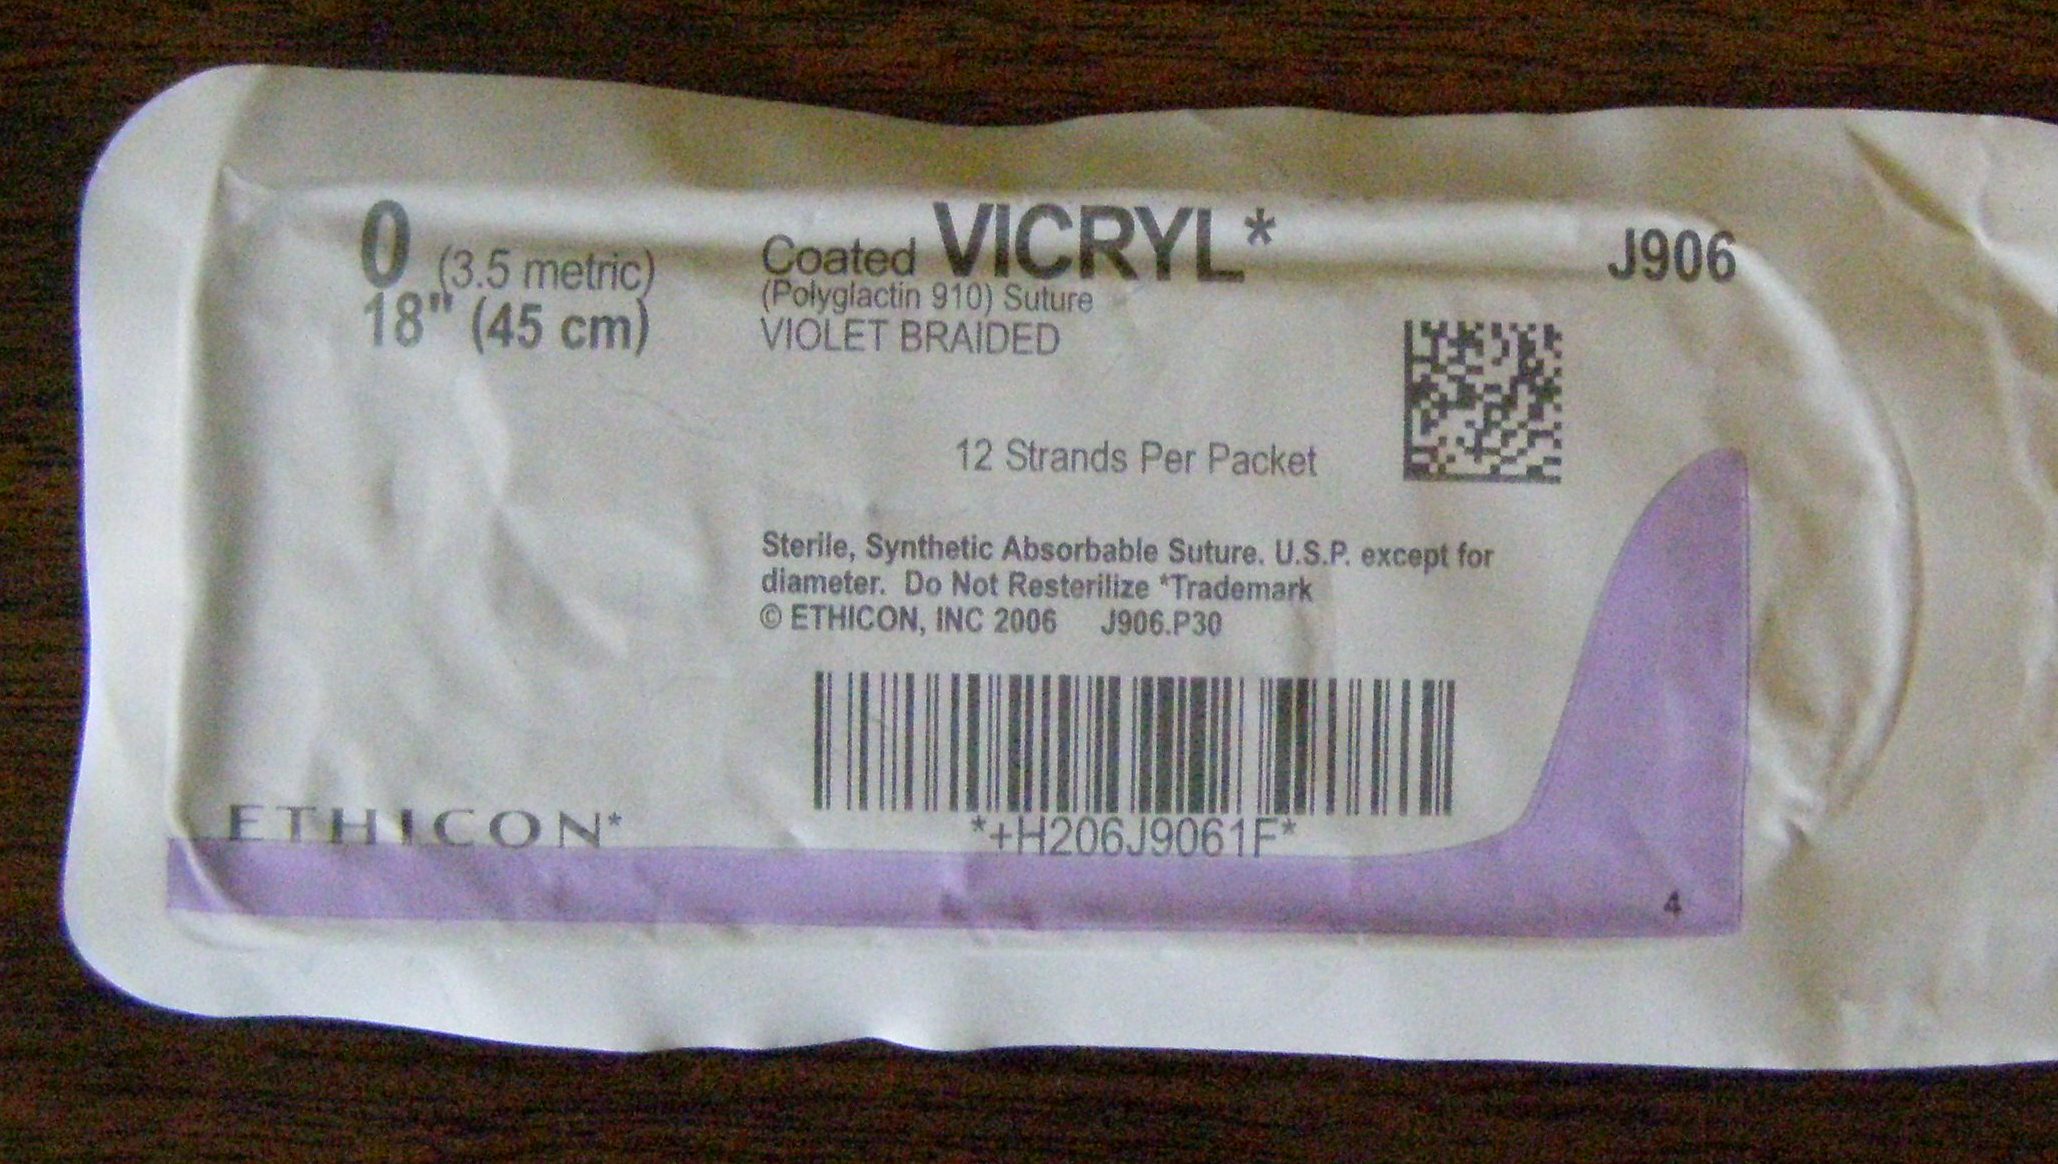 0 (3.5 metric)
18" (45 cm)
Coated VICRYL*
(Polyglactin 910) Suture
VIOLET BRAIDED
J906
12 Strands Per Packet
Sterile, Synthetic Absorbable Suture. U.S.P. except for
diameter. Do Not Resterilize *Trademark
© ETHICON, INC 2006 J906.P30
*+H206J9061F*
ETHICON*
4